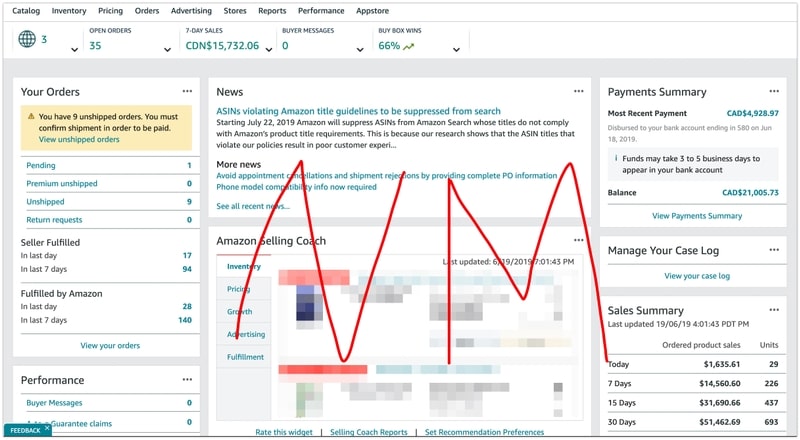 Catalog Inventory Pricing Orders Advertising Stores Reports Performance Appstore
3
OPEN ORDERS
35
7-DAY SALES
CDN$15,732.06
BUYER MESSAGES
0
BUY BOX WINS
66%
Your Orders
You have 9 unshipped orders. You must
confirm shipment in order to be paid.
View unshipped orders
Pending 1
Premium unshipped 0
Unshipped 9
Return requests 0
Seller Fulfilled
In last day 17
In last 7 days 94
Fulfilled by Amazon
In last day 28
In last 7 days 140
View your orders
Performance
Buyer Messages 0
Guarantee claims 0
FEEDBACK
News
ASINs violating Amazon title guidelines to be suppressed from search
Starting July 22, 2019 Amazon will suppress ASINs from Amazon Search whose titles do not comply
with Amazon's product title requirements. This is because our research shows that the ASIN titles that
violate our policies result in poor customer experi...
More news
Avoid appointment cancellations and shipment rejections by providing complete PO information
Phone model compatibility info now required
See all recent news...
Amazon Selling Coach
Last updated: 6/19/2019 7:01:43 PM
Inventory
Pricing
Growth
Advertising
Fulfillment
Rate this widget | Selling Coach Reports | Set Recommendation Preferences
Payments Summary
Most Recent Payment CAD$4,928.97
Disbursed to your bank account ending in 580 on Jun
18, 2019.
Funds may take 3 to 5 business days to
appear in your bank account
Balance CAD$21,005.73
View Payments Summary
Manage Your Case Log
View your case log
Sales Summary
Last updated 19/06/19 4:01:43 PDT PM
Ordered product sales Units
Today $1,635.61 29
7 Days $14,560.60 226
15 Days $31,690.66 437
30 Days $51,462.69 693